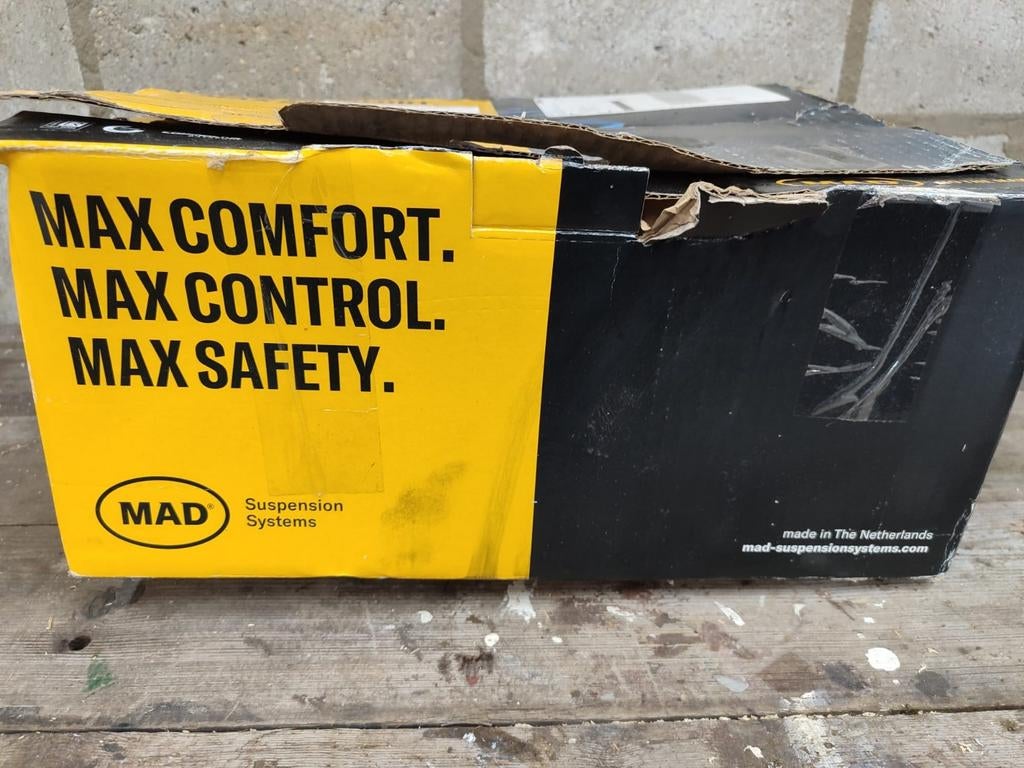 MAX COMFORT.
MAX CONTROL.
MAX SAFETY.
MAD®
Suspension
Systems
made in The Netherlands
mad-suspensionsystems.com